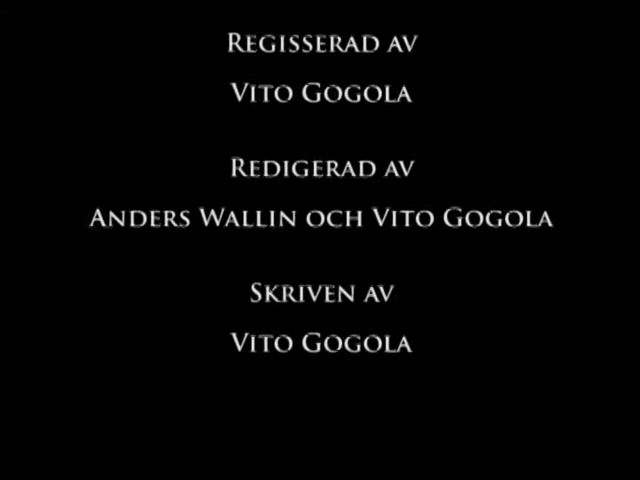 Regisserad av
Vito Gogola
Redigerad av
Anders Wallin och Vito Gogola
Skriven av
Vito Gogola